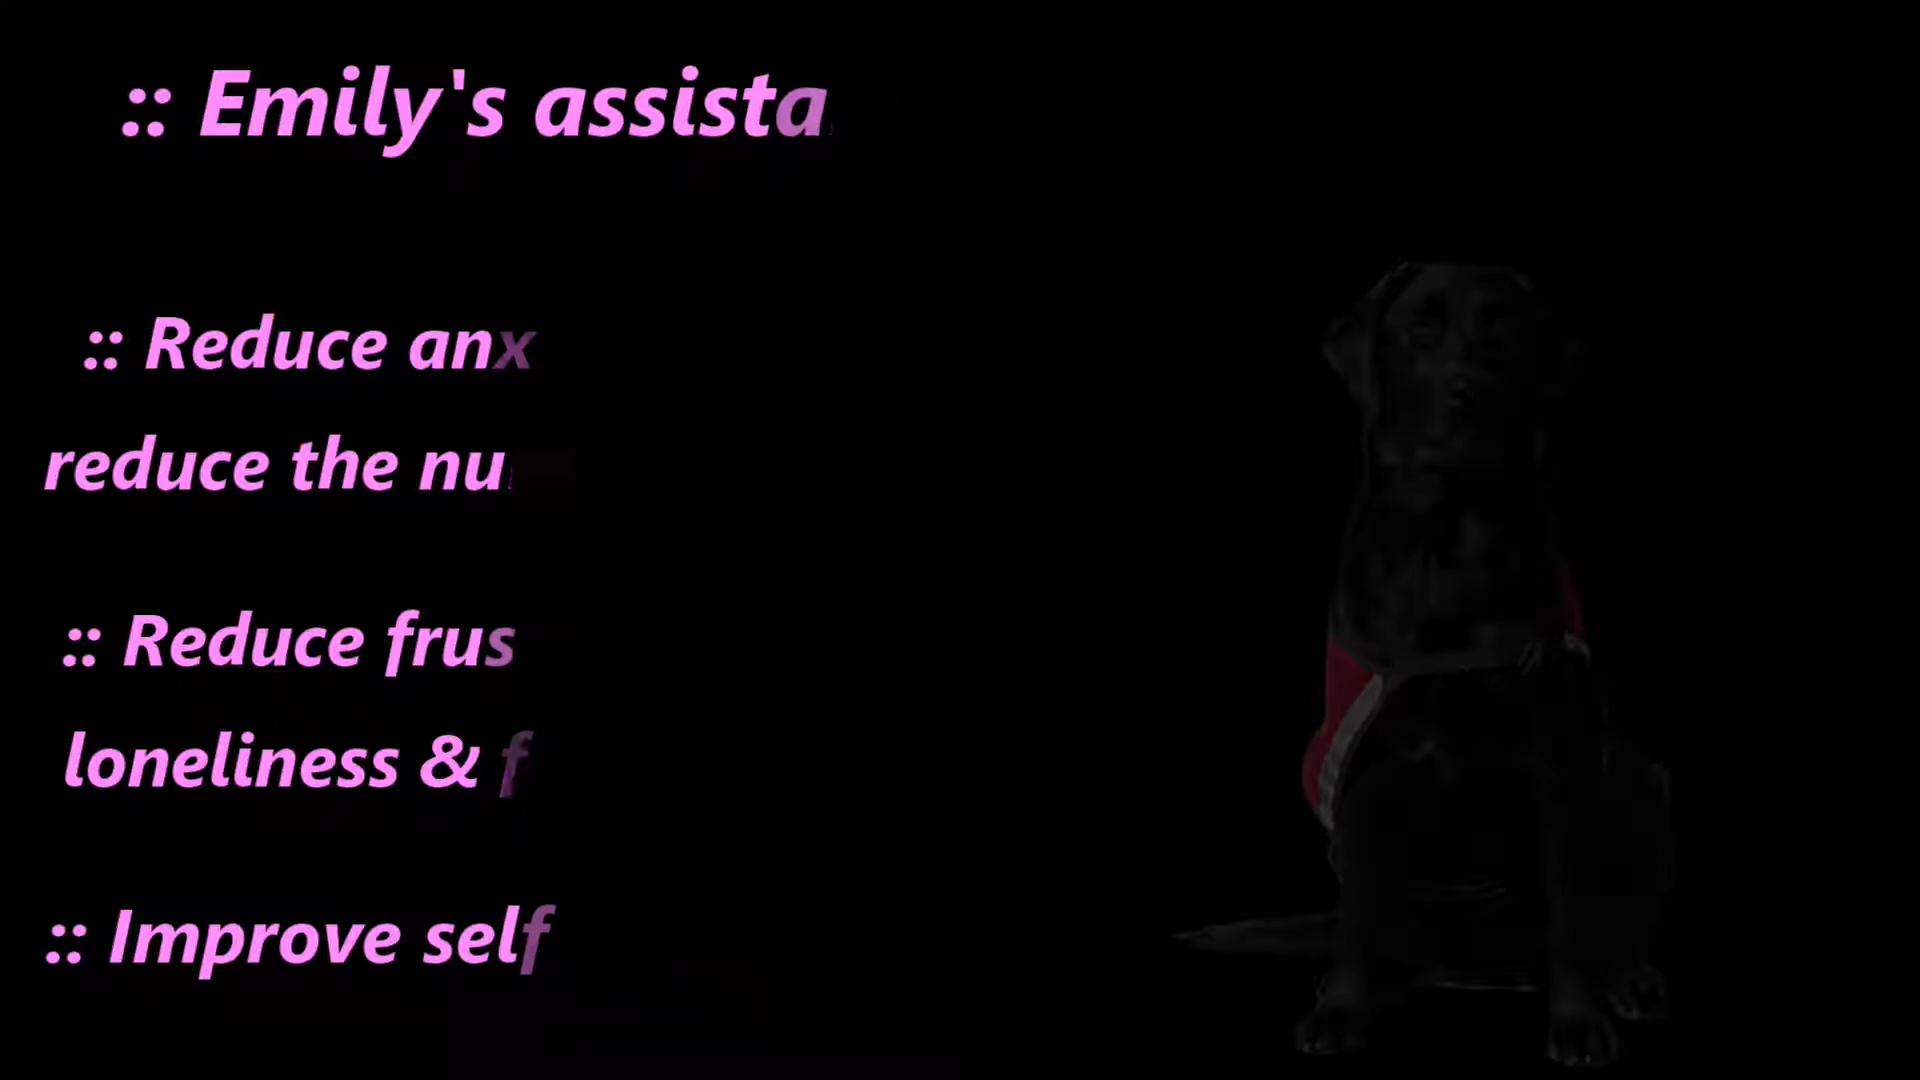 :: Emily's assista
:: Reduce anx
reduce the nu
:: Reduce frus
loneliness & f
:: Improve self